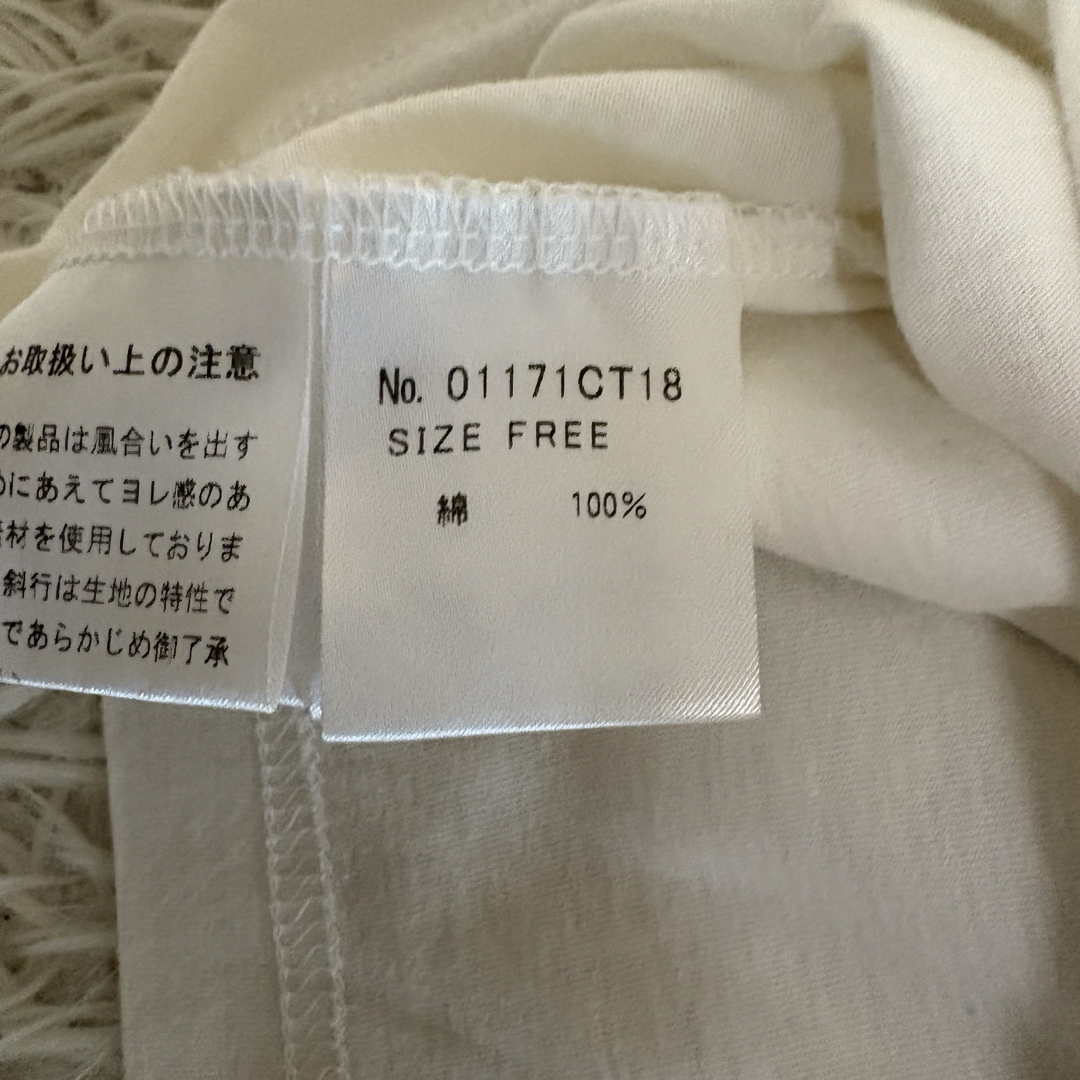 お取扱い上の注意
の製品は風合いを出す
めにあえてヨレ感のあ
素材を使用しておりま
斜行は生地の特性で
であらかじめ御了承
No. 01171CT18
SIZE FREE
綿 100%